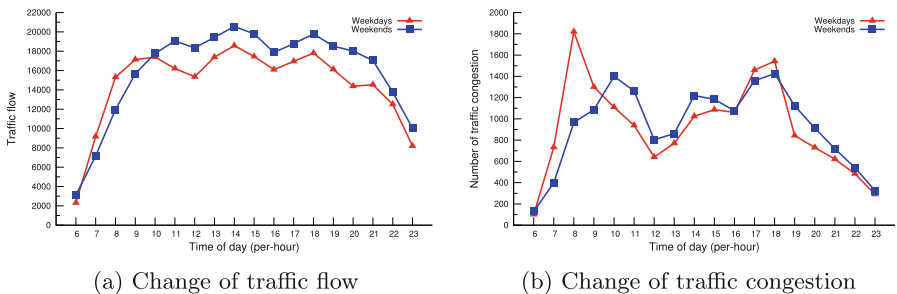 22000
20000
18000
16000
14000
12000
10000
8000
6000
4000
2000
0
Traffic flow
Weekdays
Weekends
6 7 8 9 10 11 12 13 14 15 16 17 18 19 20 21 22 23
Time of day (per-hour)
(a) Change of traffic flow
2000
1800
1600
1400
1200
1000
800
600
400
200
0
Number of traffic congestion
Weekdays
Weekends
6 7 8 9 10 11 12 13 14 15 16 17 18 19 20 21 22 23
Time of day (per-hour)
(b) Change of traffic congestion